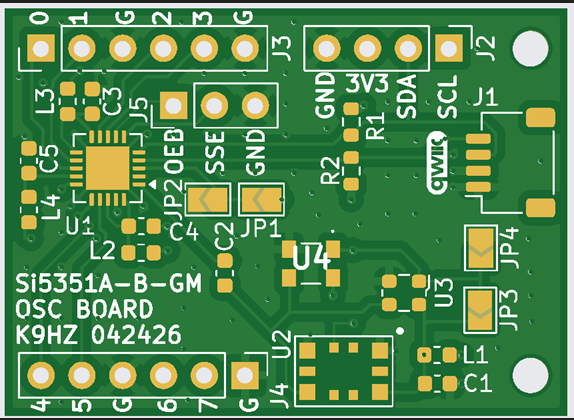 0 1 G 2 3 G
J3
GND 3V3 SDA SCL
J2
L3
C3
J5
OEB SSE GND
J1
R1
R2
qwiic
C5
L4
U1
JP2
JP1
C4
L2
C2
U4
JP4
U3
JP3
Si5351A-B-GM
OSC BOARD
K9HZ 042426
U2
L1
C1
J4
4 5 G 6 7 G